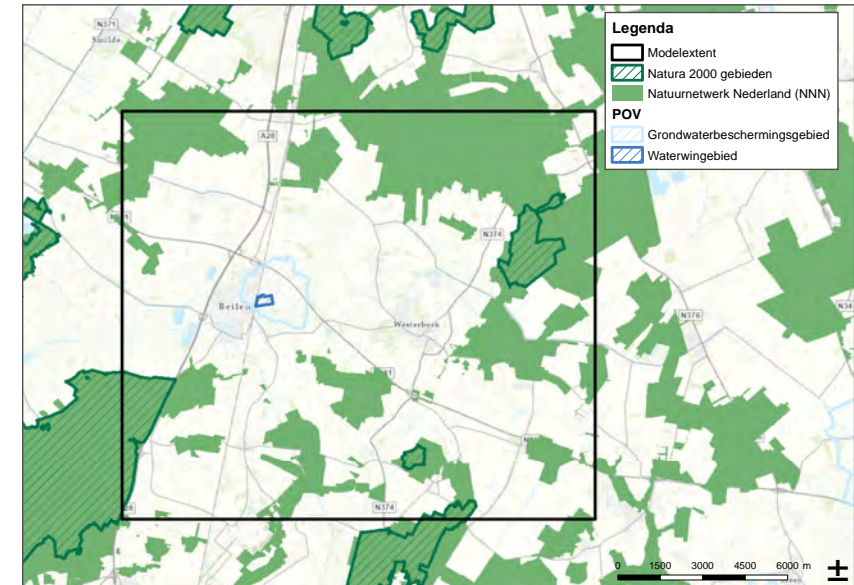 Legenda
Modelextent
Natura 2000 gebieden
Natuurnetwerk Nederland (NNN)
POV
Grondwaterbeschermingsgebied
Waterwingebied
N371
Smilde
A28
N374
Beilen
Westerbork
N376
N34
N374
0 1500 3000 4500 6000 m